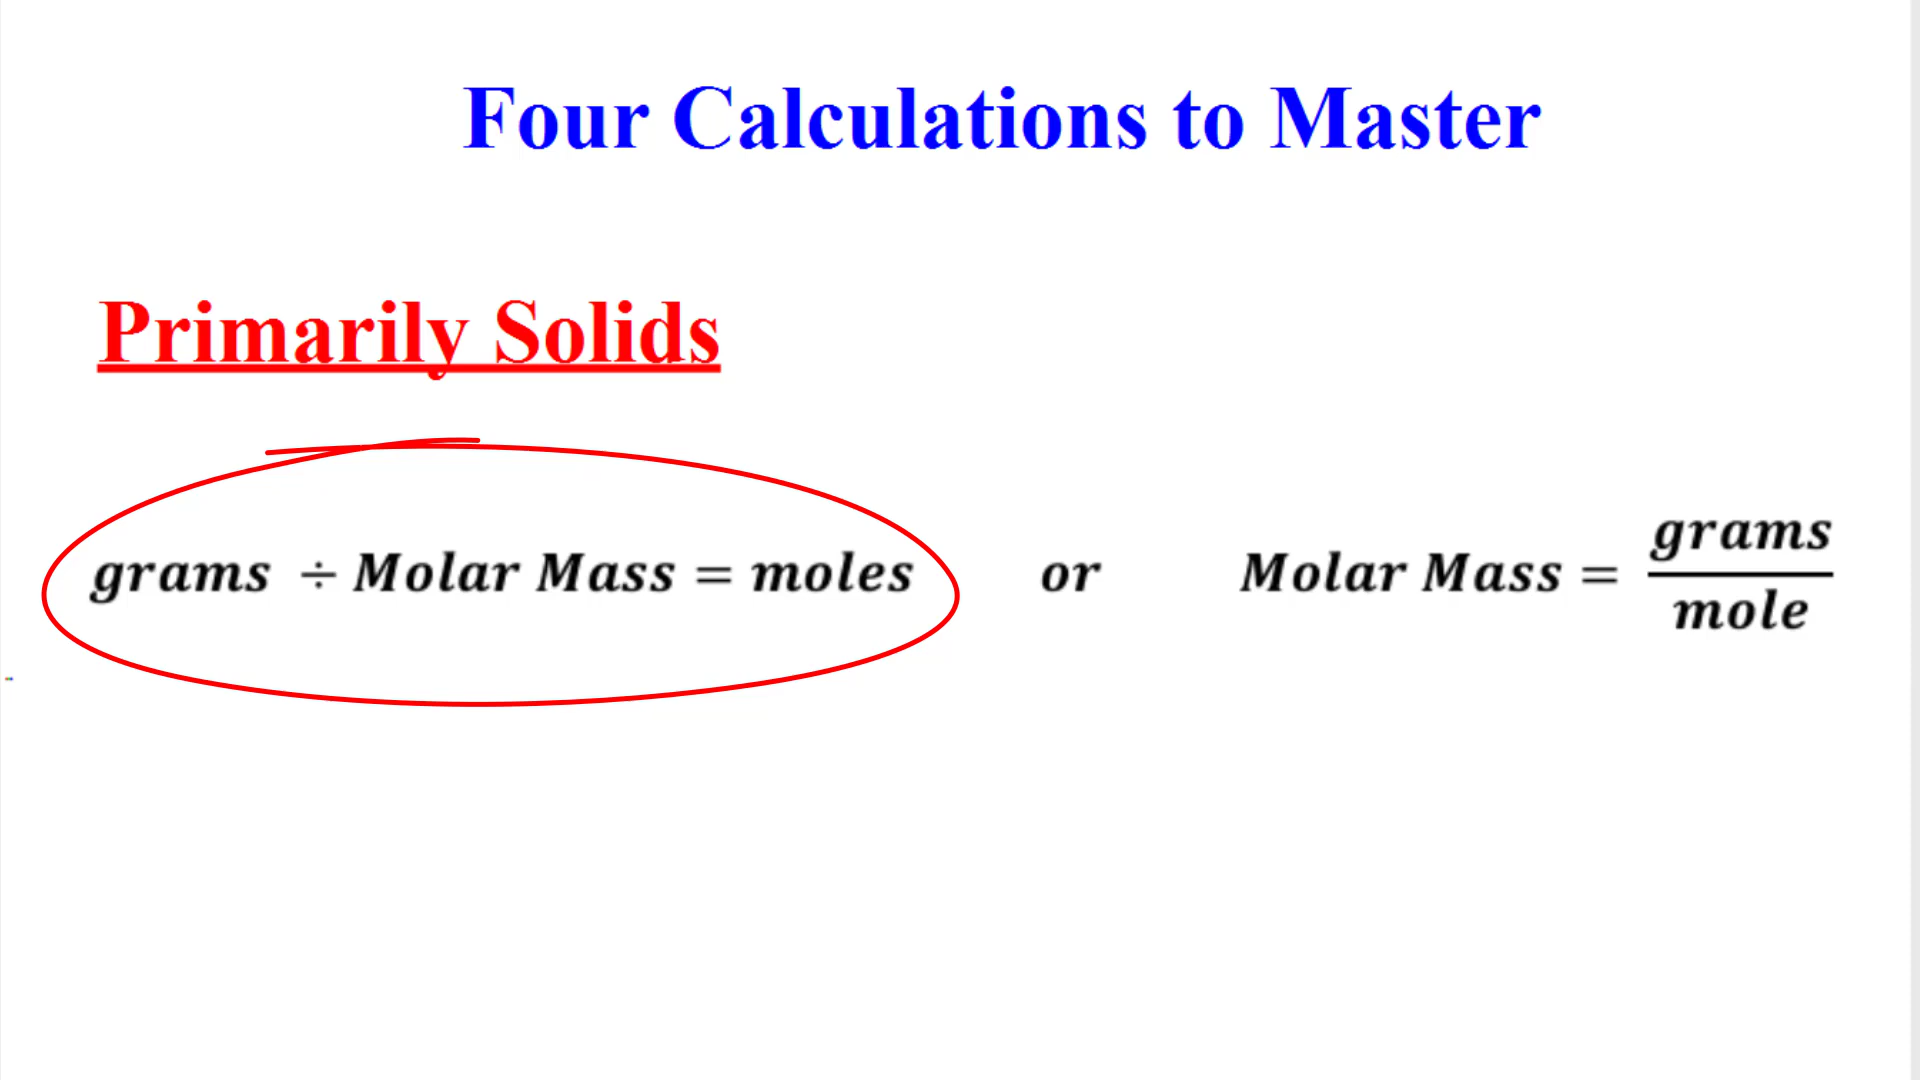 Four Calculations to Master
Primarily Solids
grams ÷ Molar Mass = moles or Molar Mass = grams/mole